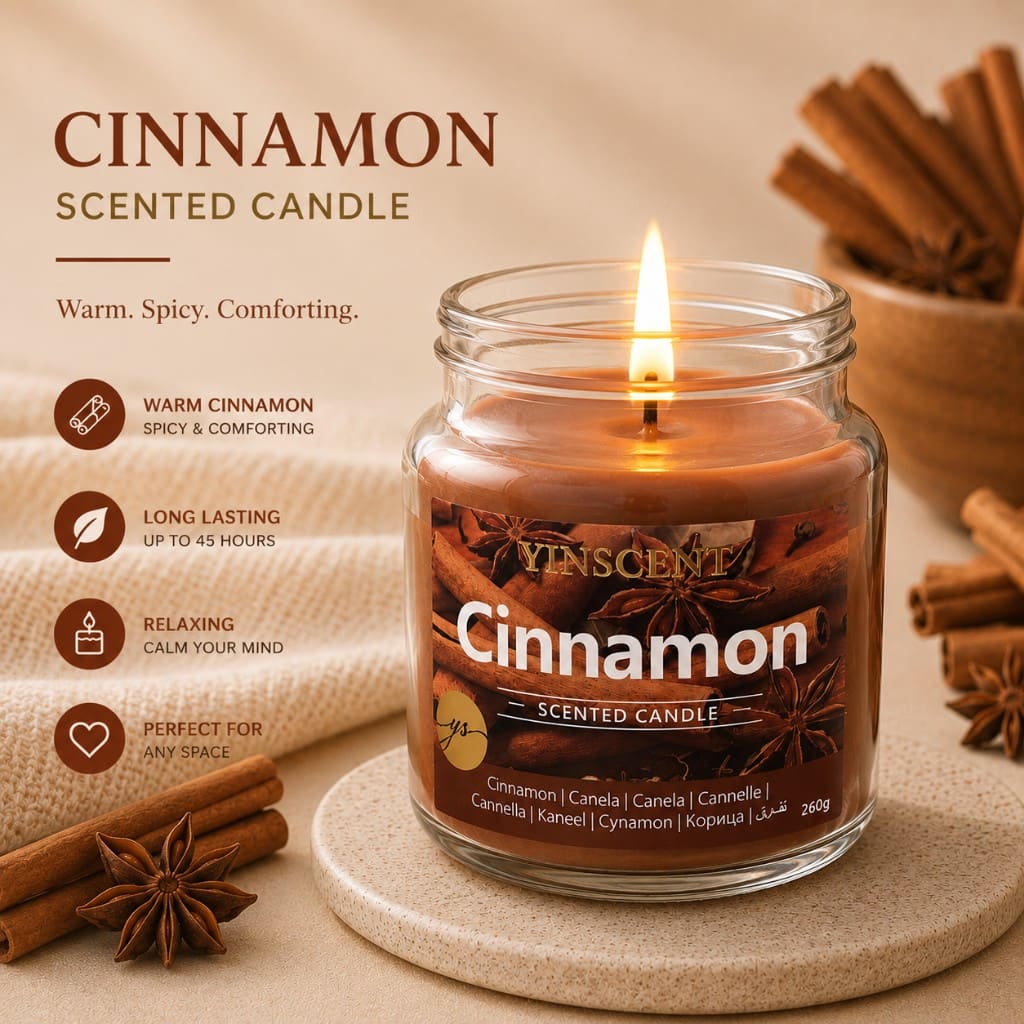 CINNAMON
SCENTED CANDLE
Warm. Spicy. Comforting.
WARM CINNAMON
SPICY & COMFORTING
LONG LASTING
UP TO 45 HOURS
RELAXING
CALM YOUR MIND
PERFECT FOR
ANY SPACE
YINSCENT
Cinnamon
SCENTED CANDLE
ys
Cinnamon | Canela | Canela | Cannelle |
Cannella | Kaneel | Cynamon | Корица |
260g